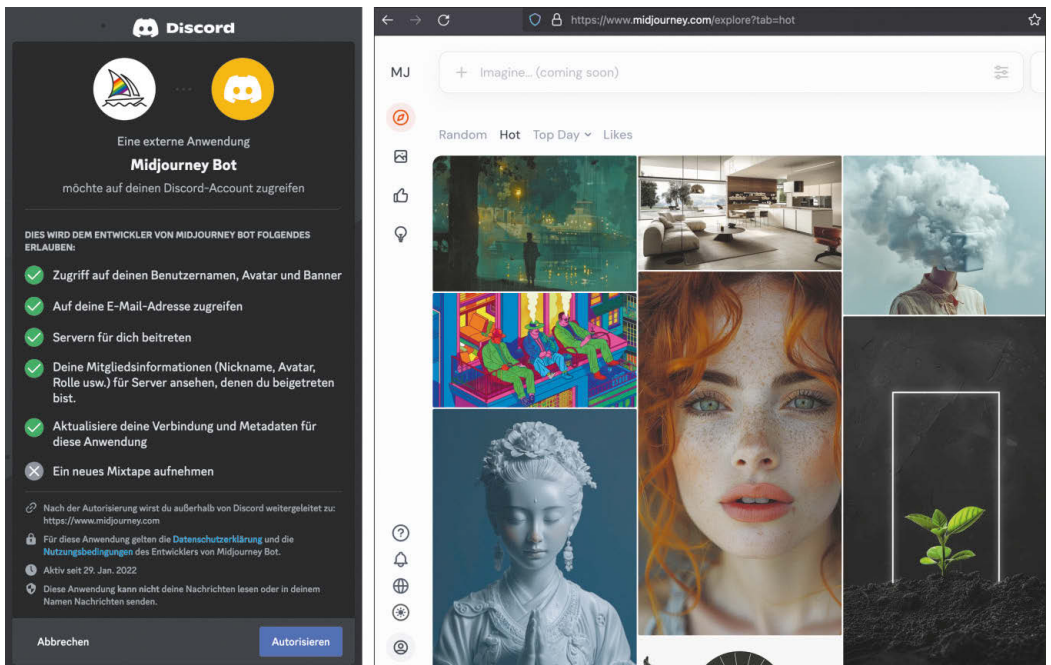 Discord
Eine externe Anwendung
Midjourney Bot
möchte auf deinen Discord-Account zugreifen
DIES WIRD DEM ENTWICKLER VON MIDJOURNEY BOT FOLGENDES
ERLAUBEN:
Zugriff auf deinen Benutzernamen, Avatar und Banner
Auf deine E-Mail-Adresse zugreifen
Servern für dich beitreten
Deine Mitgliedsinformationen (Nickname, Avatar,
Rolle usw.) für Server ansehen, denen du beigetreten
bist.
Aktualisiere deine Verbindung und Metadaten für
diese Anwendung
Ein neues Mixtape aufnehmen
Nach der Autorisierung wirst du außerhalb von Discord weitergeleitet zu:
https://www.midjourney.com
Für diese Anwendung gelten die Datenschutzerklärung und die
Nutzungsbedingungen des Entwicklers von Midjourney Bot.
Aktiv seit 29. Jan. 2022
Diese Anwendung kann nicht deine Nachrichten lesen oder in deinem
Namen Nachrichten senden.
Abbrechen
Autorisieren
https://www.midjourney.com/explore?tab=hot
MJ
+ Imagine... (coming soon)
Random Hot Top Day Likes